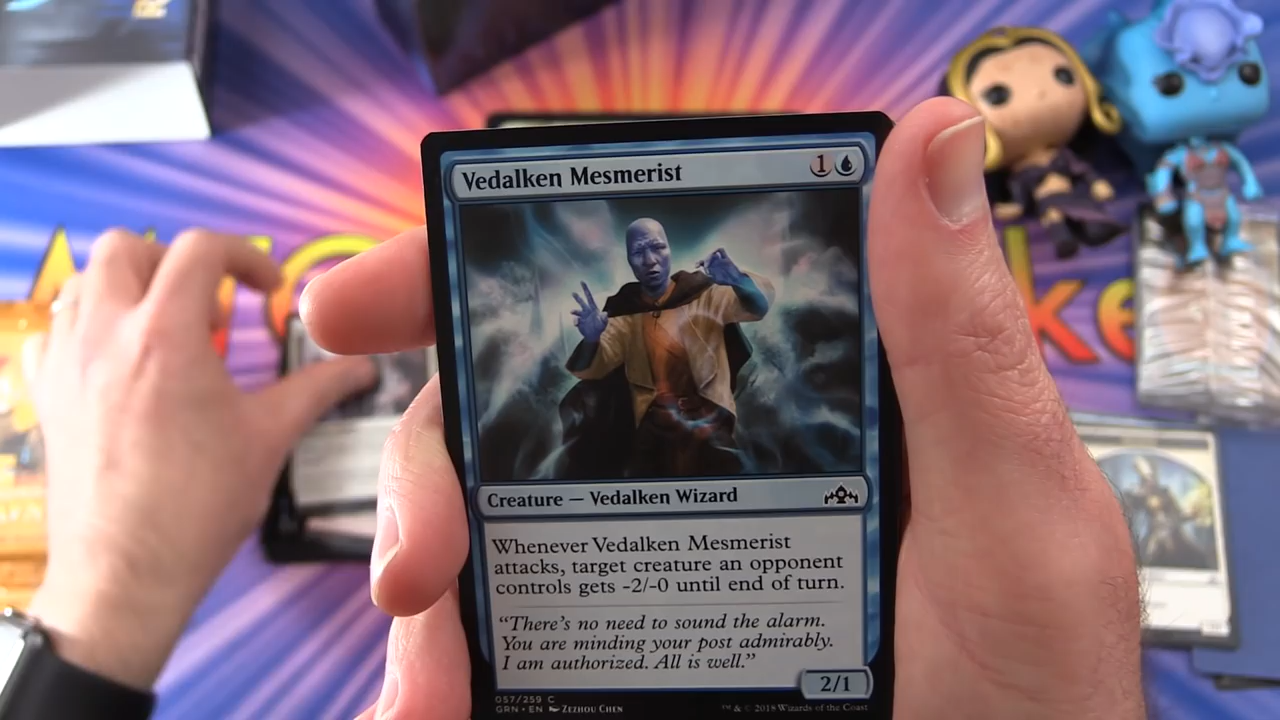 Vedalken Mesmerist 1
Creature — Vedalken Wizard
Whenever Vedalken Mesmerist
attacks, target creature an opponent
controls gets -2/-0 until end of turn.
“There’s no need to sound the alarm.
You are minding your post admirably.
I am authorized. All is well.”
2/1
057/259 C
GRN • EN Zezhou Chen
™ & © 2018 Wizards of the Coast